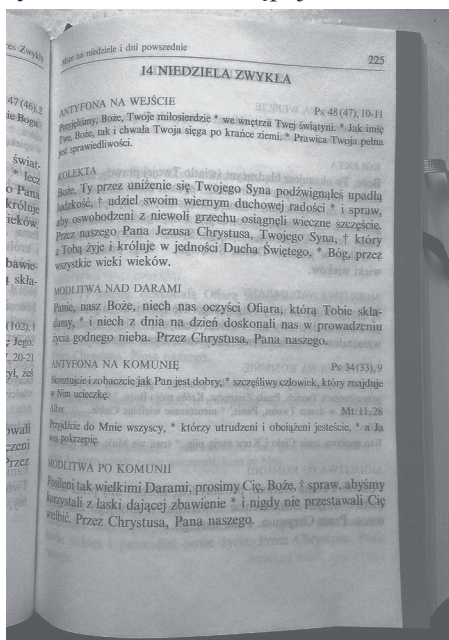 Msze na niedziele i dni powszednie 225
14 NIEDZIELA ZWYKŁA
ANTYFONA NA WEJŚCIE Ps 48 (47), 10-11
Przyjęliśmy, Boże, Twoje miłosierdzie * we wnętrzu Twej świątyni. * Jak imię
Twe, Boże, tak i chwała Twoja sięga po krańce ziemi. * Prawica Twoja pełna
jest sprawiedliwości.
KOLEKTA
Boże, Ty przez uniżenie się Twojego Syna podźwignąłeś upadłą
ludzkość, † udziel swoim wiernym duchowej radości * i spraw,
aby oswobodzeni z niewoli grzechu osiągnęli wieczne szczęście.
Przez naszego Pana Jezusa Chrystusa, Twojego Syna, † który
z Tobą żyje i króluje w jedności Ducha Świętego, * Bóg, przez
wszystkie wieki wieków.
MODLITWA NAD DARAMI
Panie, nasz Boże, niech nas oczyści Ofiara, którą Tobie skła-
damy, * i niech z dnia na dzień doskonali nas w prowadzeniu
życia godnego nieba. Przez Chrystusa, Pana naszego.
ANTYFONA NA KOMUNIĘ Ps 34 (33), 9
Skosztujcie i zobaczcie jak Pan jest dobry, * szczęśliwy człowiek, który znajduje
w Nim ucieczkę.
Albo: Mt 11, 28
Przyjdźcie do Mnie wszyscy, * którzy utrudzeni i obciążeni jesteście, * a Ja
was pokrzepię.
MODLITWA PO KOMUNII
Posileni tak wielkimi Darami, prosimy Cię, Boże, † spraw, abyśmy
korzystali z łaski dającej zbawienie * i nigdy nie przestawali Cię
wielbić. Przez Chrystusa, Pana naszego.